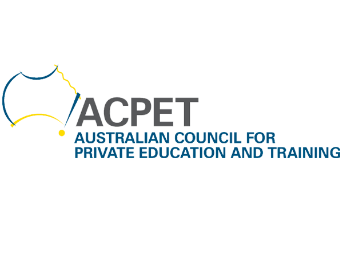 ACPET
AUSTRALIAN COUNCIL FOR
PRIVATE EDUCATION AND TRAINING